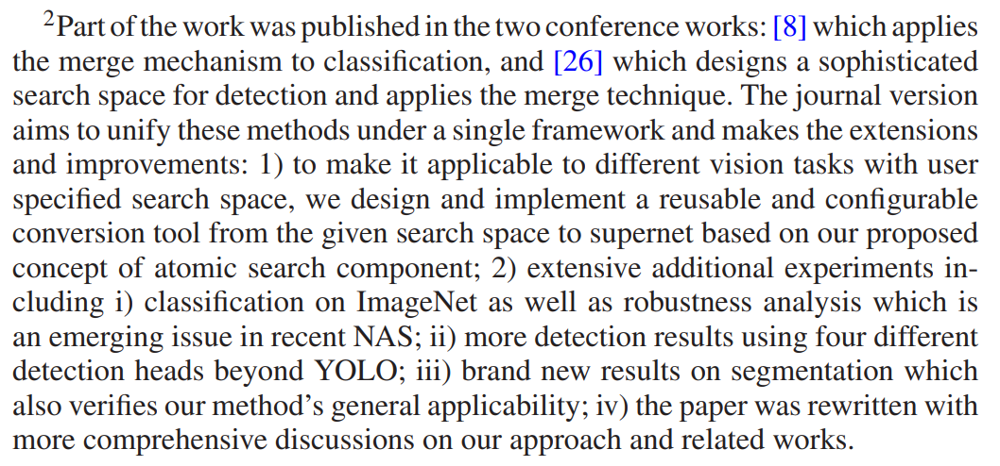 ²Part of the work was published in the two conference works: [8] which applies
the merge mechanism to classification, and [26] which designs a sophisticated
search space for detection and applies the merge technique. The journal version
aims to unify these methods under a single framework and makes the extensions
and improvements: 1) to make it applicable to different vision tasks with user
specified search space, we design and implement a reusable and configurable
conversion tool from the given search space to supernet based on our proposed
concept of atomic search component; 2) extensive additional experiments in-
cluding i) classification on ImageNet as well as robustness analysis which is
an emerging issue in recent NAS; ii) more detection results using four different
detection heads beyond YOLO; iii) brand new results on segmentation which
also verifies our method’s general applicability; iv) the paper was rewritten with
more comprehensive discussions on our approach and related works.